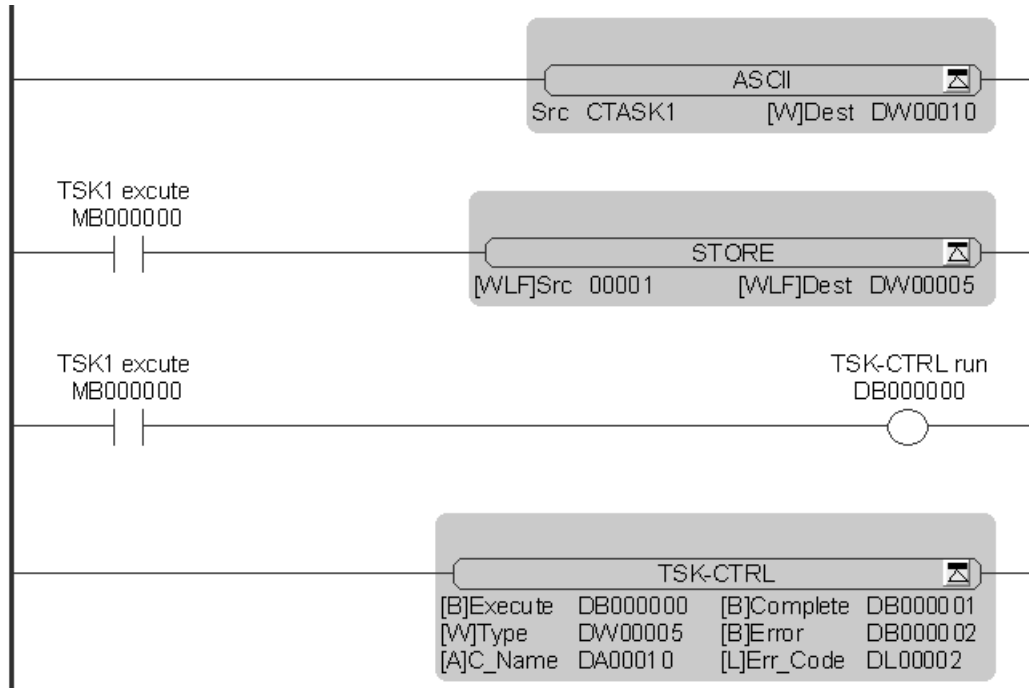 ASCII
Src CTASK1 [W]Dest DW00010
TSK1 excute
MB000000
STORE
[WLF]Src 00001 [WLF]Dest DW00005
TSK1 excute
MB000000
TSK-CTRL run
DB000000
TSK-CTRL
[B]Execute DB000000 [B]Complete DB000001
[W]Type DW00005 [B]Error DB000002
[A]C_Name DA00010 [L]Err_Code DL00002